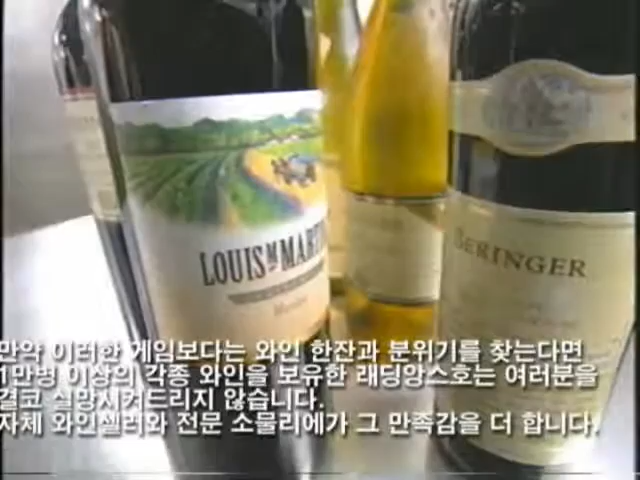 LOUIS M MARTI
Merlot
BERINGER
만약 이러한 게임보다는 와인 한잔과 분위기를 찾는다면
1만병 이상의 각종 와인을 보유한 래딩앙스호는 여러분을
결코 실망시켜드리지 않습니다.
자체 와인셀러와 전문 소믈리에가 그 만족감을 더 합니다.